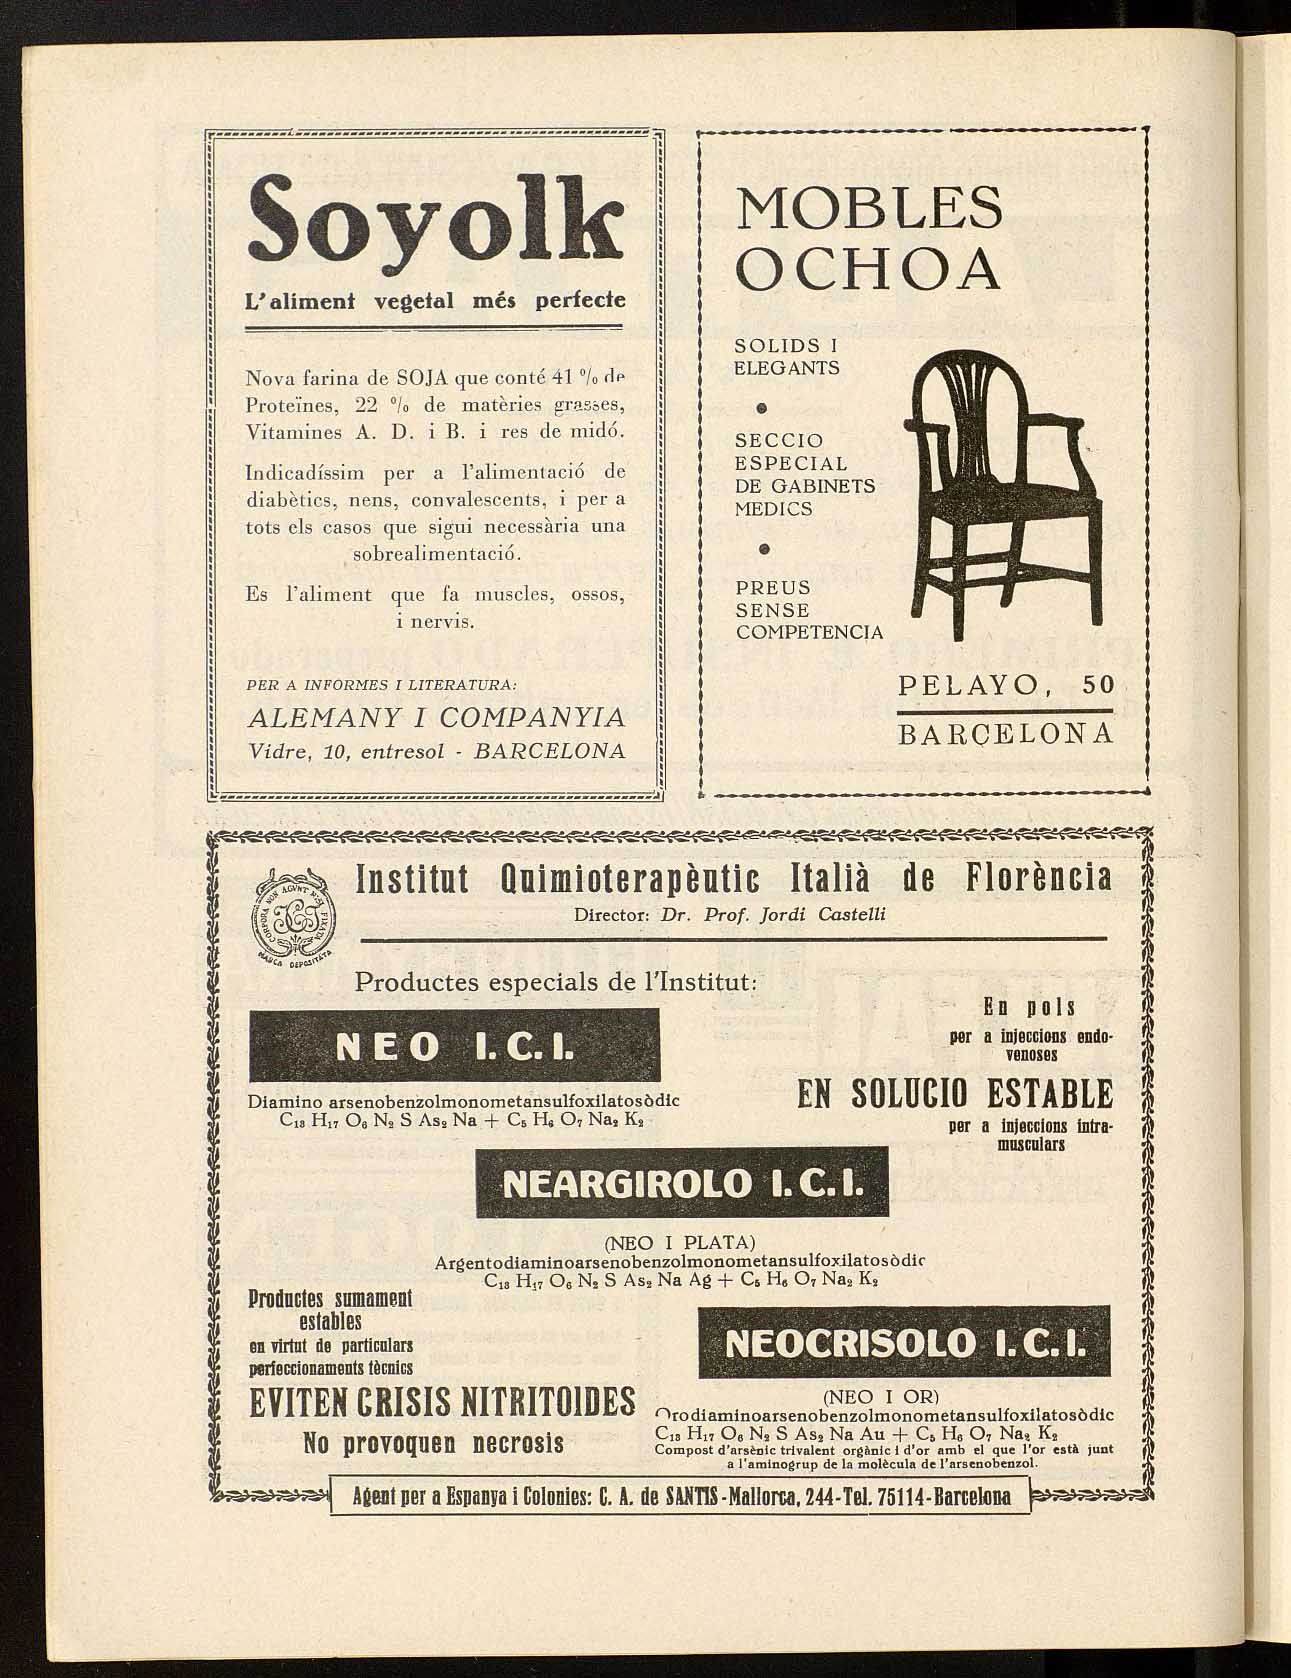 Soyolk
L'aliment vegetal més perfecte
Nova farina de SOJA que conté 41 % de
Proteïnes, 22 % de matèries grasses,
Vitamines A. D. i B. i res de midó.
Indicadíssim per a l'alimentació de
diabètics, nens, convalescents, i per a
tots els casos que sigui necessària una
sobrealimentació.
Es l'aliment que fa muscles, ossos,
i nervis.
PER A INFORMES I LITERATURA:
ALEMANY I COMPANYIA
Vidre, 10, entresol - BARCELONA
MOBLES
OCHOA
SOLIDS I
ELEGANTS
SECCIO
ESPECIAL
DE GABINETS
MEDICS
PREUS
SENSE
COMPETENCIA
PELAYO, 50
BARCELONA
CORPORA NON AGVNT NISI FIXATA
MARCA DEPOSITATA
Institut Quimioterapèutic Italià de Florència
Director: Dr. Prof. Jordi Castelli
Productes especials de l'Institut:
NEO I.C.I.
Diamino arsenobenzolmonometansulfoxilatosòdic
C₁₃ H₁₇ O₆ N₂ S As₂ Na + C₅ H₆ O₇ Na₂ K₂
En pols
per a injeccions endo-
venoses
EN SOLUCIO ESTABLE
per a injeccions intra-
musculars
NEARGIROLO I.C.I.
(NEO I PLATA)
Argentodiaminoarsenobenzolmonometansulfoxilatosòdic
C₁₃ H₁₇ O₆ N₂ S As₂ Na Ag + C₅ H₆ O₇ Na₂ K₂
Productes sumament
estables
en virtut de particulars
perfeccionaments tècnics
EVITEN CRISIS NITRITOIDES
No provoquen necrosis
NEOCRISOLO I.C.I.
(NEO I OR)
Orodiaminoarsenobenzolmonometansulfoxilatosòdic
C₁₃ H₁₇ O₆ N₂ S As₂ Na Au + C₅ H₆ O₇ Na₂ K₂
Compost d'arsènic trivalent orgànic i d'or amb el que l'or està junt
a l'aminogrup de la molècula de l'arsenobenzol.
Agent per a Espanya i Colonies: C. A. de SANTIS - Mallorca, 244 - Tel. 75114 - Barcelona